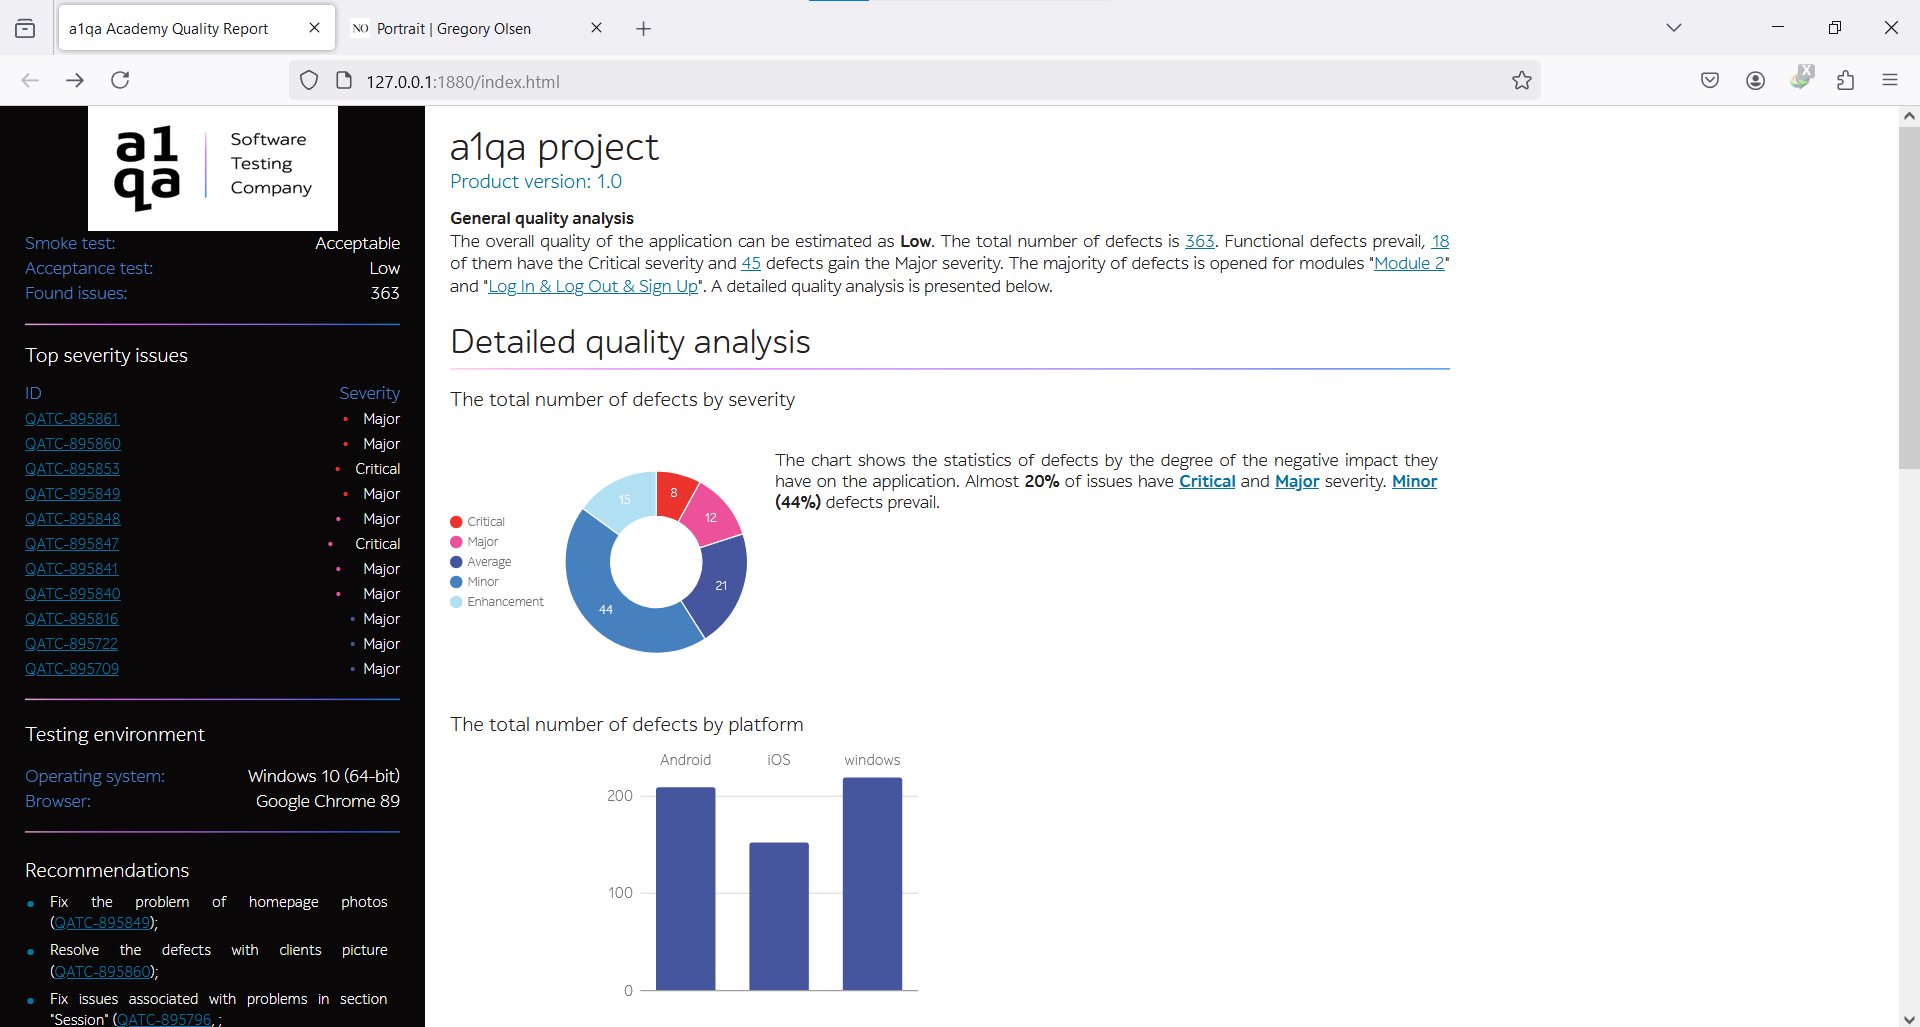 a1qa Academy Quality Report
NO Portrait | Gregory Olsen
127.0.0.1:1880/index.html
a1
qa
Software
Testing
Company
Smoke test: Acceptable
Acceptance test: Low
Found issues: 363
Top severity issues
ID Severity
QATC-895861 • Major
QATC-895860 • Major
QATC-895853 • Critical
QATC-895849 • Major
QATC-895848 • Major
QATC-895847 • Critical
QATC-895841 • Major
QATC-895840 • Major
QATC-895816 • Major
QATC-895722 • Major
QATC-895709 • Major
Testing environment
Operating system: Windows 10 (64-bit)
Browser: Google Chrome 89
Recommendations
• Fix the problem of homepage photos
(QATC-895849);
• Resolve the defects with clients picture
(QATC-895860);
• Fix issues associated with problems in section
"Session" (QATC-895796, ;
a1qa project
Product version: 1.0
General quality analysis
The overall quality of the application can be estimated as Low. The total number of defects is 363. Functional defects prevail, 18
of them have the Critical severity and 45 defects gain the Major severity. The majority of defects is opened for modules "Module 2"
and "Log In & Log Out & Sign Up". A detailed quality analysis is presented below.
Detailed quality analysis
The total number of defects by severity
Critical
Major
Average
Minor
Enhancement
8
12
21
44
15
The chart shows the statistics of defects by the degree of the negative impact they
have on the application. Almost 20% of issues have Critical and Major severity. Minor
(44%) defects prevail.
The total number of defects by platform
Android iOS windows
200
100
0